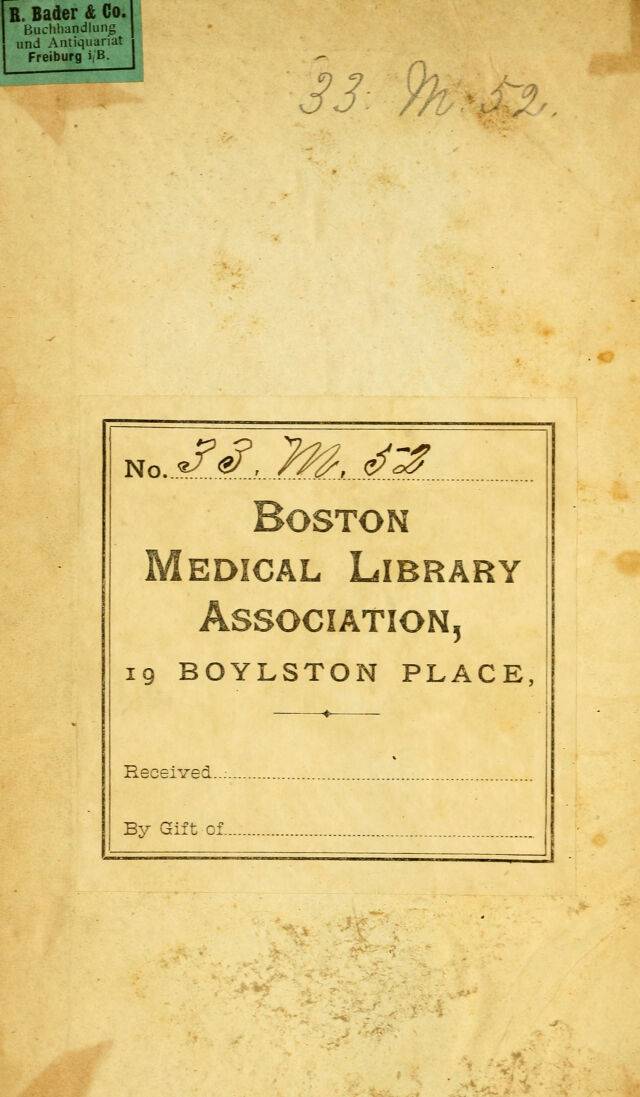 R. Bader & Co.
Buchhandlung
und Antiquariat
Freiburg i/B.
33. M. 52.
No. 33. M. 52
BOSTON
MEDICAL LIBRARY
ASSOCIATION,
19 BOYLSTON PLACE,
Received
By Gift of